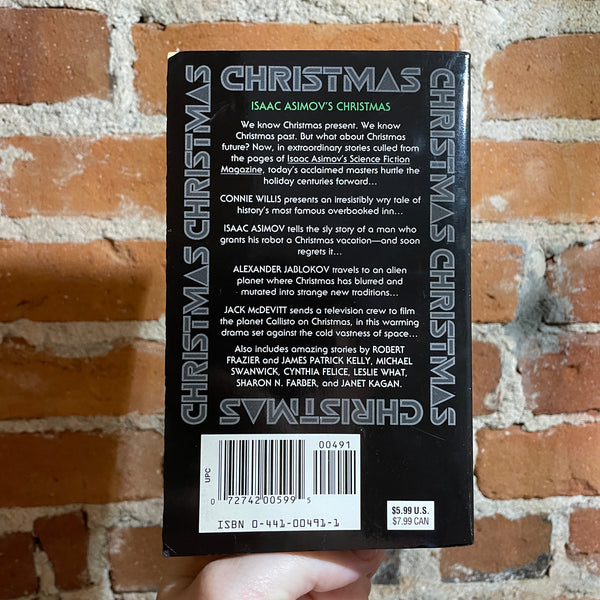 CHRISTMAS
CHRISTMAS CHRISTMAS
CHRISTMAS CHRISTMAS
ISAAC ASIMOV'S CHRISTMAS
We know Christmas present. We know
Christmas past. But what about Christmas
future? Now, in extraordinary stories culled from
the pages of Isaac Asimov's Science Fiction
Magazine, today's acclaimed masters hurtle the
holiday centuries forward...
CONNIE WILLIS presents an irresistibly wry tale of
history's most famous overbooked inn...
ISAAC ASIMOV tells the sly story of a man who
grants his robot a Christmas vacation—and soon
regrets it...
ALEXANDER JABLOKOV travels to an alien
planet where Christmas has blurred and
mutated into strange new traditions...
JACK McDEVITT sends a television crew to film
the planet Callisto on Christmas, in this warming
drama set against the cold vastness of space...
Also includes amazing stories by ROBERT
FRAZIER and JAMES PATRICK KELLY, MICHAEL
SWANWICK, CYNTHIA FELICE, LESLIE WHAT,
SHARON N. FARBER, and JANET KAGAN.
CHRISTMAS
UPC
00491
0 7274200599 5
ISBN 0-441-00491-1
$5.99 U.S.
$7.99 CAN